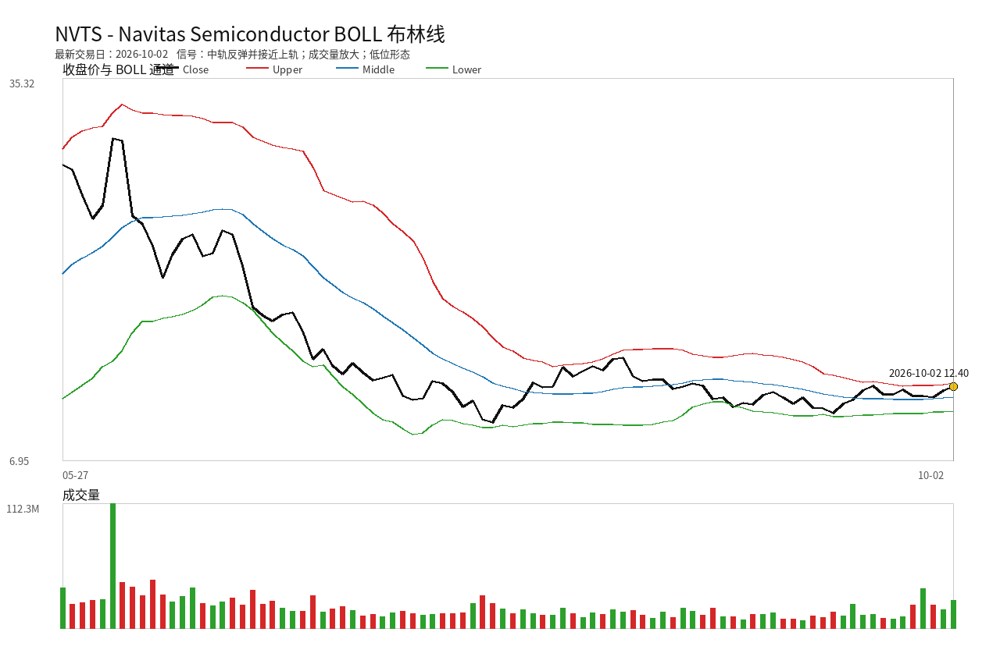 NVTS - Navitas Semiconductor BOLL 布林线
最新交易日：2026-10-02 信号：中轨反弹并接近上轨；成交量放大；低位形态
收盘价与 BOLL 通道 Close Upper Middle Lower
35.32
2026-10-02 12.40
6.95
05-27 10-02
成交量
112.3M